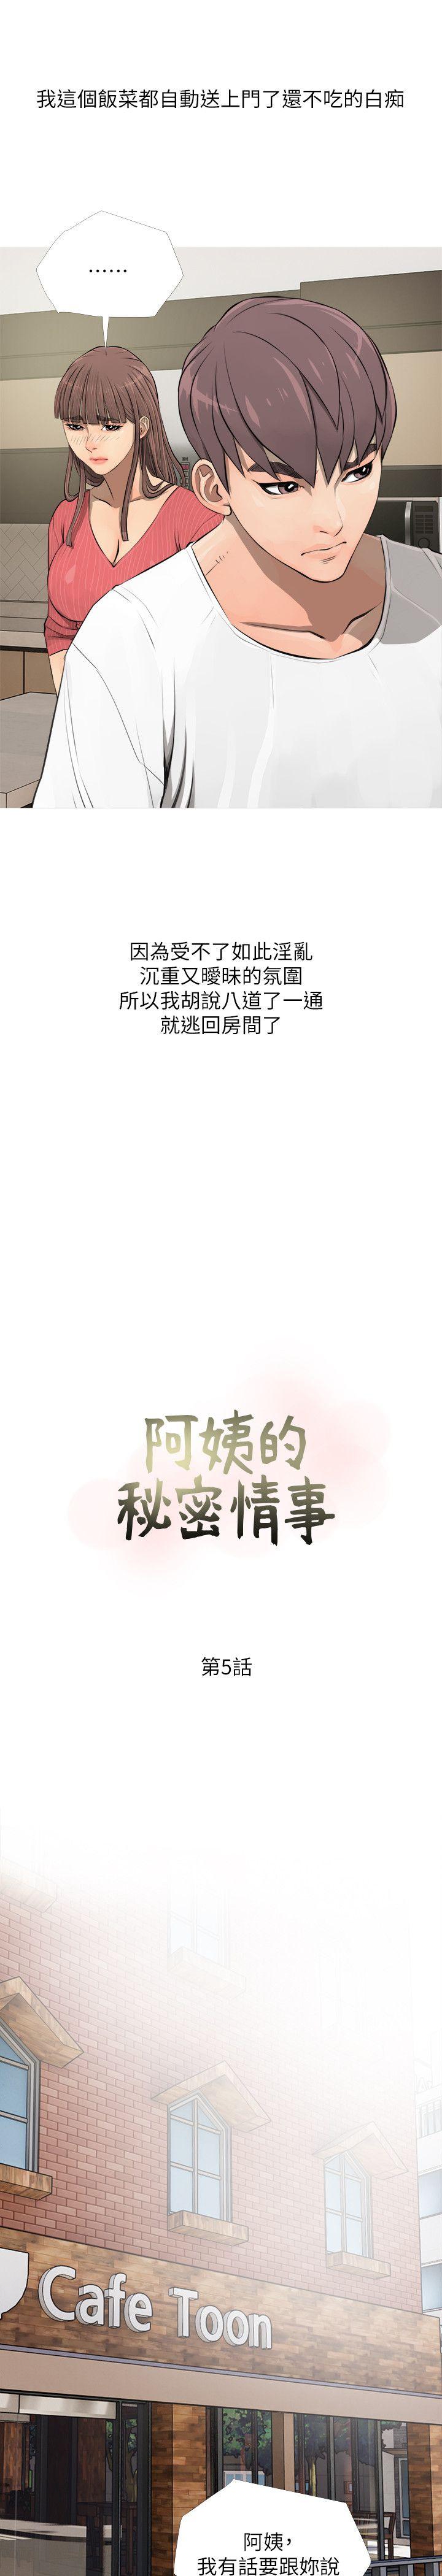 我這個飯菜都自動送上門了還不吃的白痴
……
因為受不了如此淫亂
沉重又曖昧的氛圍
所以我胡說八道了一通
就逃回房間了
阿姨的
秘密情事
第5話
Cafe Toon
阿姨,
我有話要跟妳說